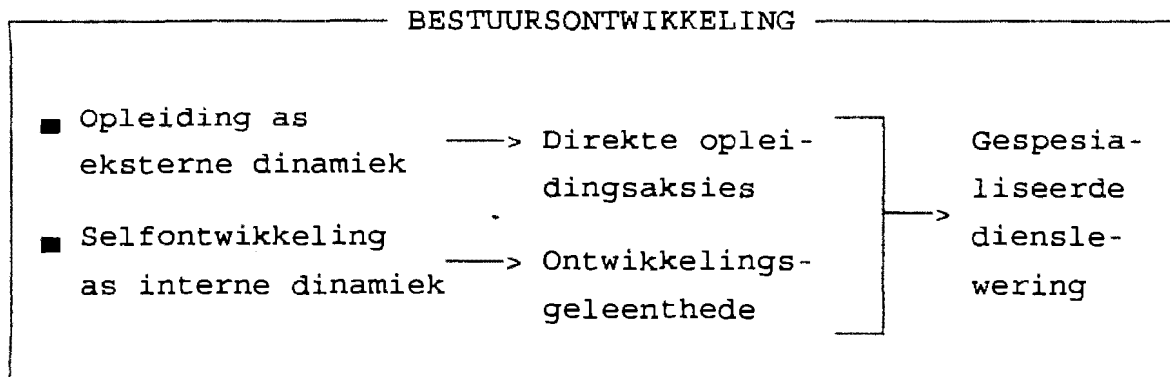 BESTUURSONTWIKKELING
■ Opleiding as
eksterne dinamiek
■ Selfontwikkeling
as interne dinamiek
——> Direkte oplei-
dingsaksies
——> Ontwikkelings-
geleenthede
——> Gespesia-
liseerde
diensle-
wering